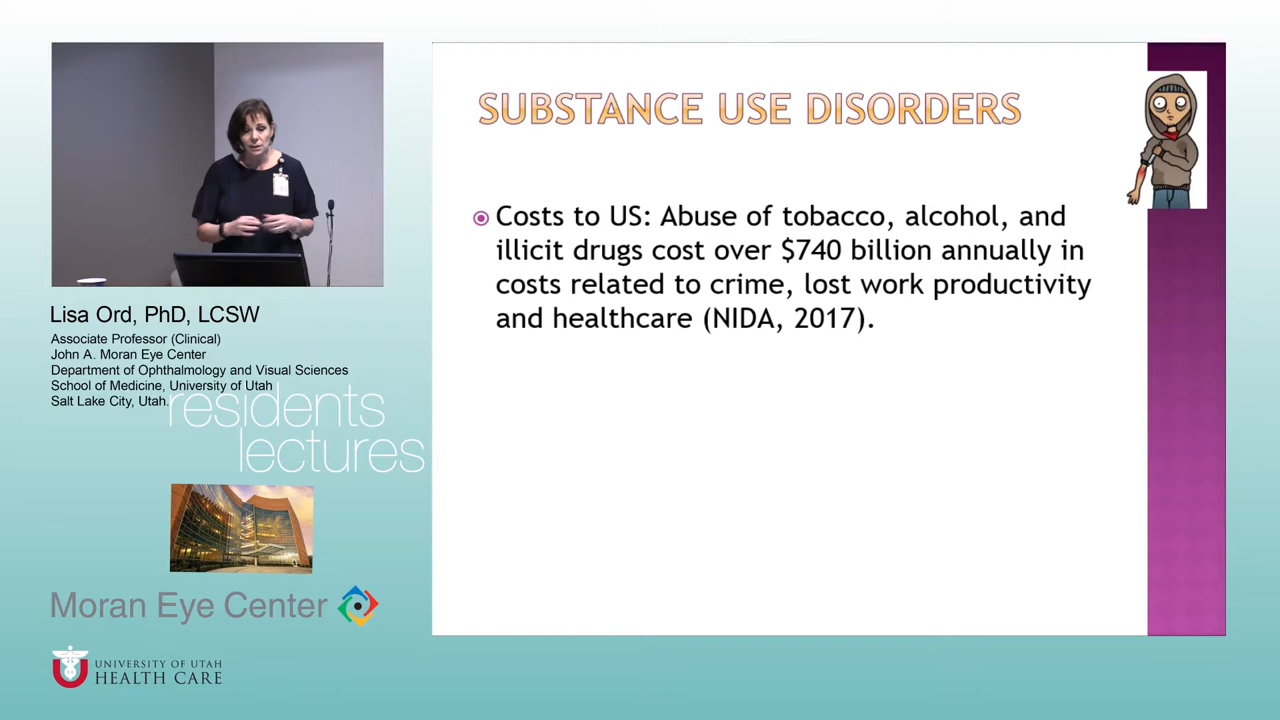 SUBSTANCE USE DISORDERS
Costs to US: Abuse of tobacco, alcohol, and
illicit drugs cost over $740 billion annually in
costs related to crime, lost work productivity
and healthcare (NIDA, 2017).
Lisa Ord, PhD, LCSW
Associate Professor (Clinical)
John A. Moran Eye Center
Department of Ophthalmology and Visual Sciences
School of Medicine, University of Utah
Salt Lake City, Utah.
residents
lectures
Moran Eye Center
UNIVERSITY OF UTAH
HEALTH CARE